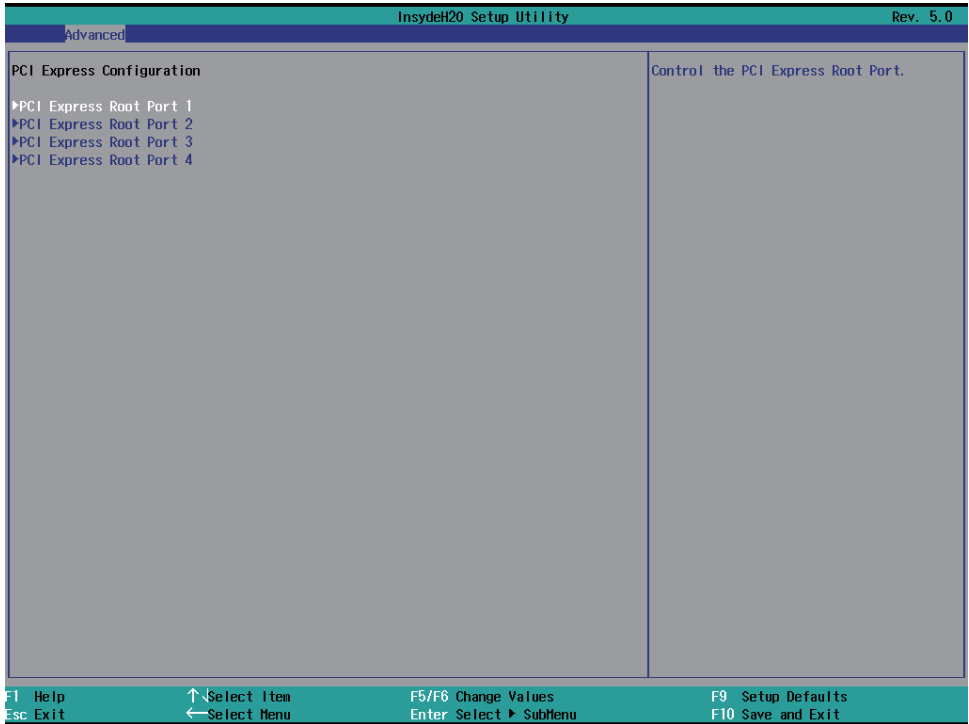 InsydeH20 Setup Utility Rev. 5.0
Advanced
PCI Express Configuration
Control the PCI Express Root Port.
▶PCI Express Root Port 1
▶PCI Express Root Port 2
▶PCI Express Root Port 3
▶PCI Express Root Port 4
F1 Help ↑↓Select Item F5/F6 Change Values F9 Setup Defaults
Esc Exit ←Select Menu Enter Select ▶ SubMenu F10 Save and Exit